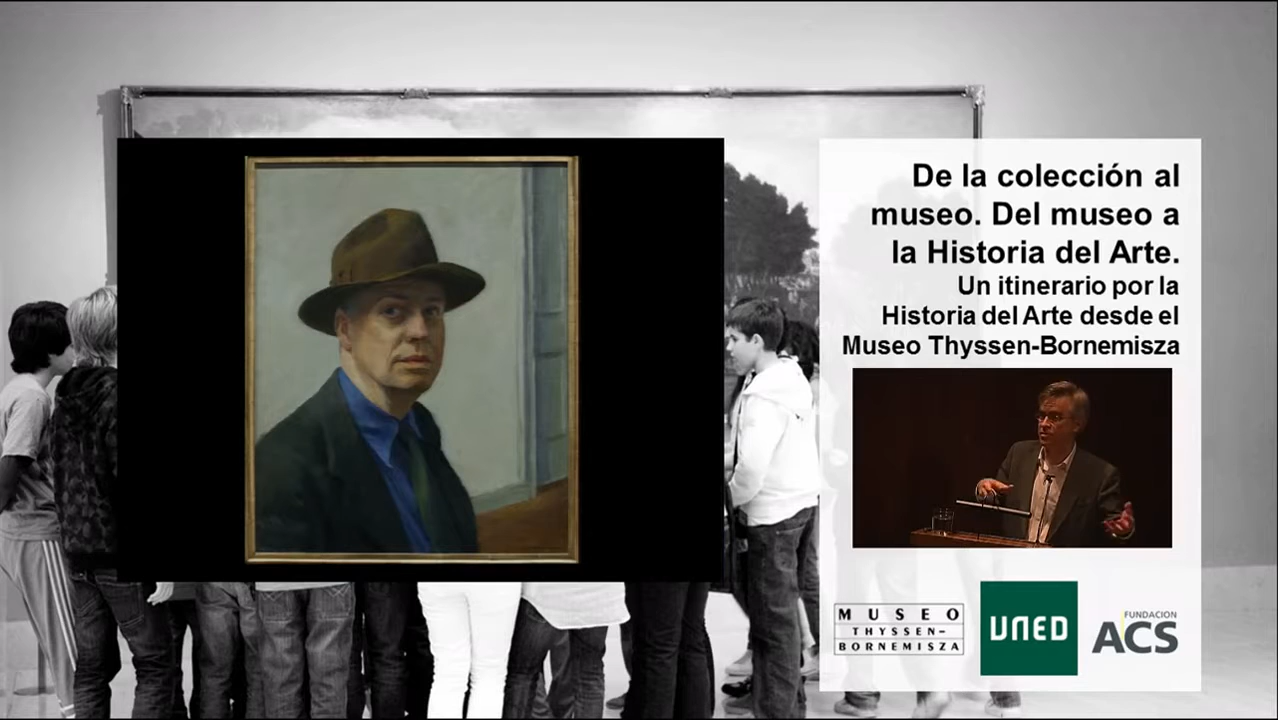 De la colección al
museo. Del museo a
la Historia del Arte.
Un itinerario por la
Historia del Arte desde el
Museo Thyssen-Bornemisza
MUSEO
THYSSEN-
BORNEMISZA
UNED
FUNDACION
ACS